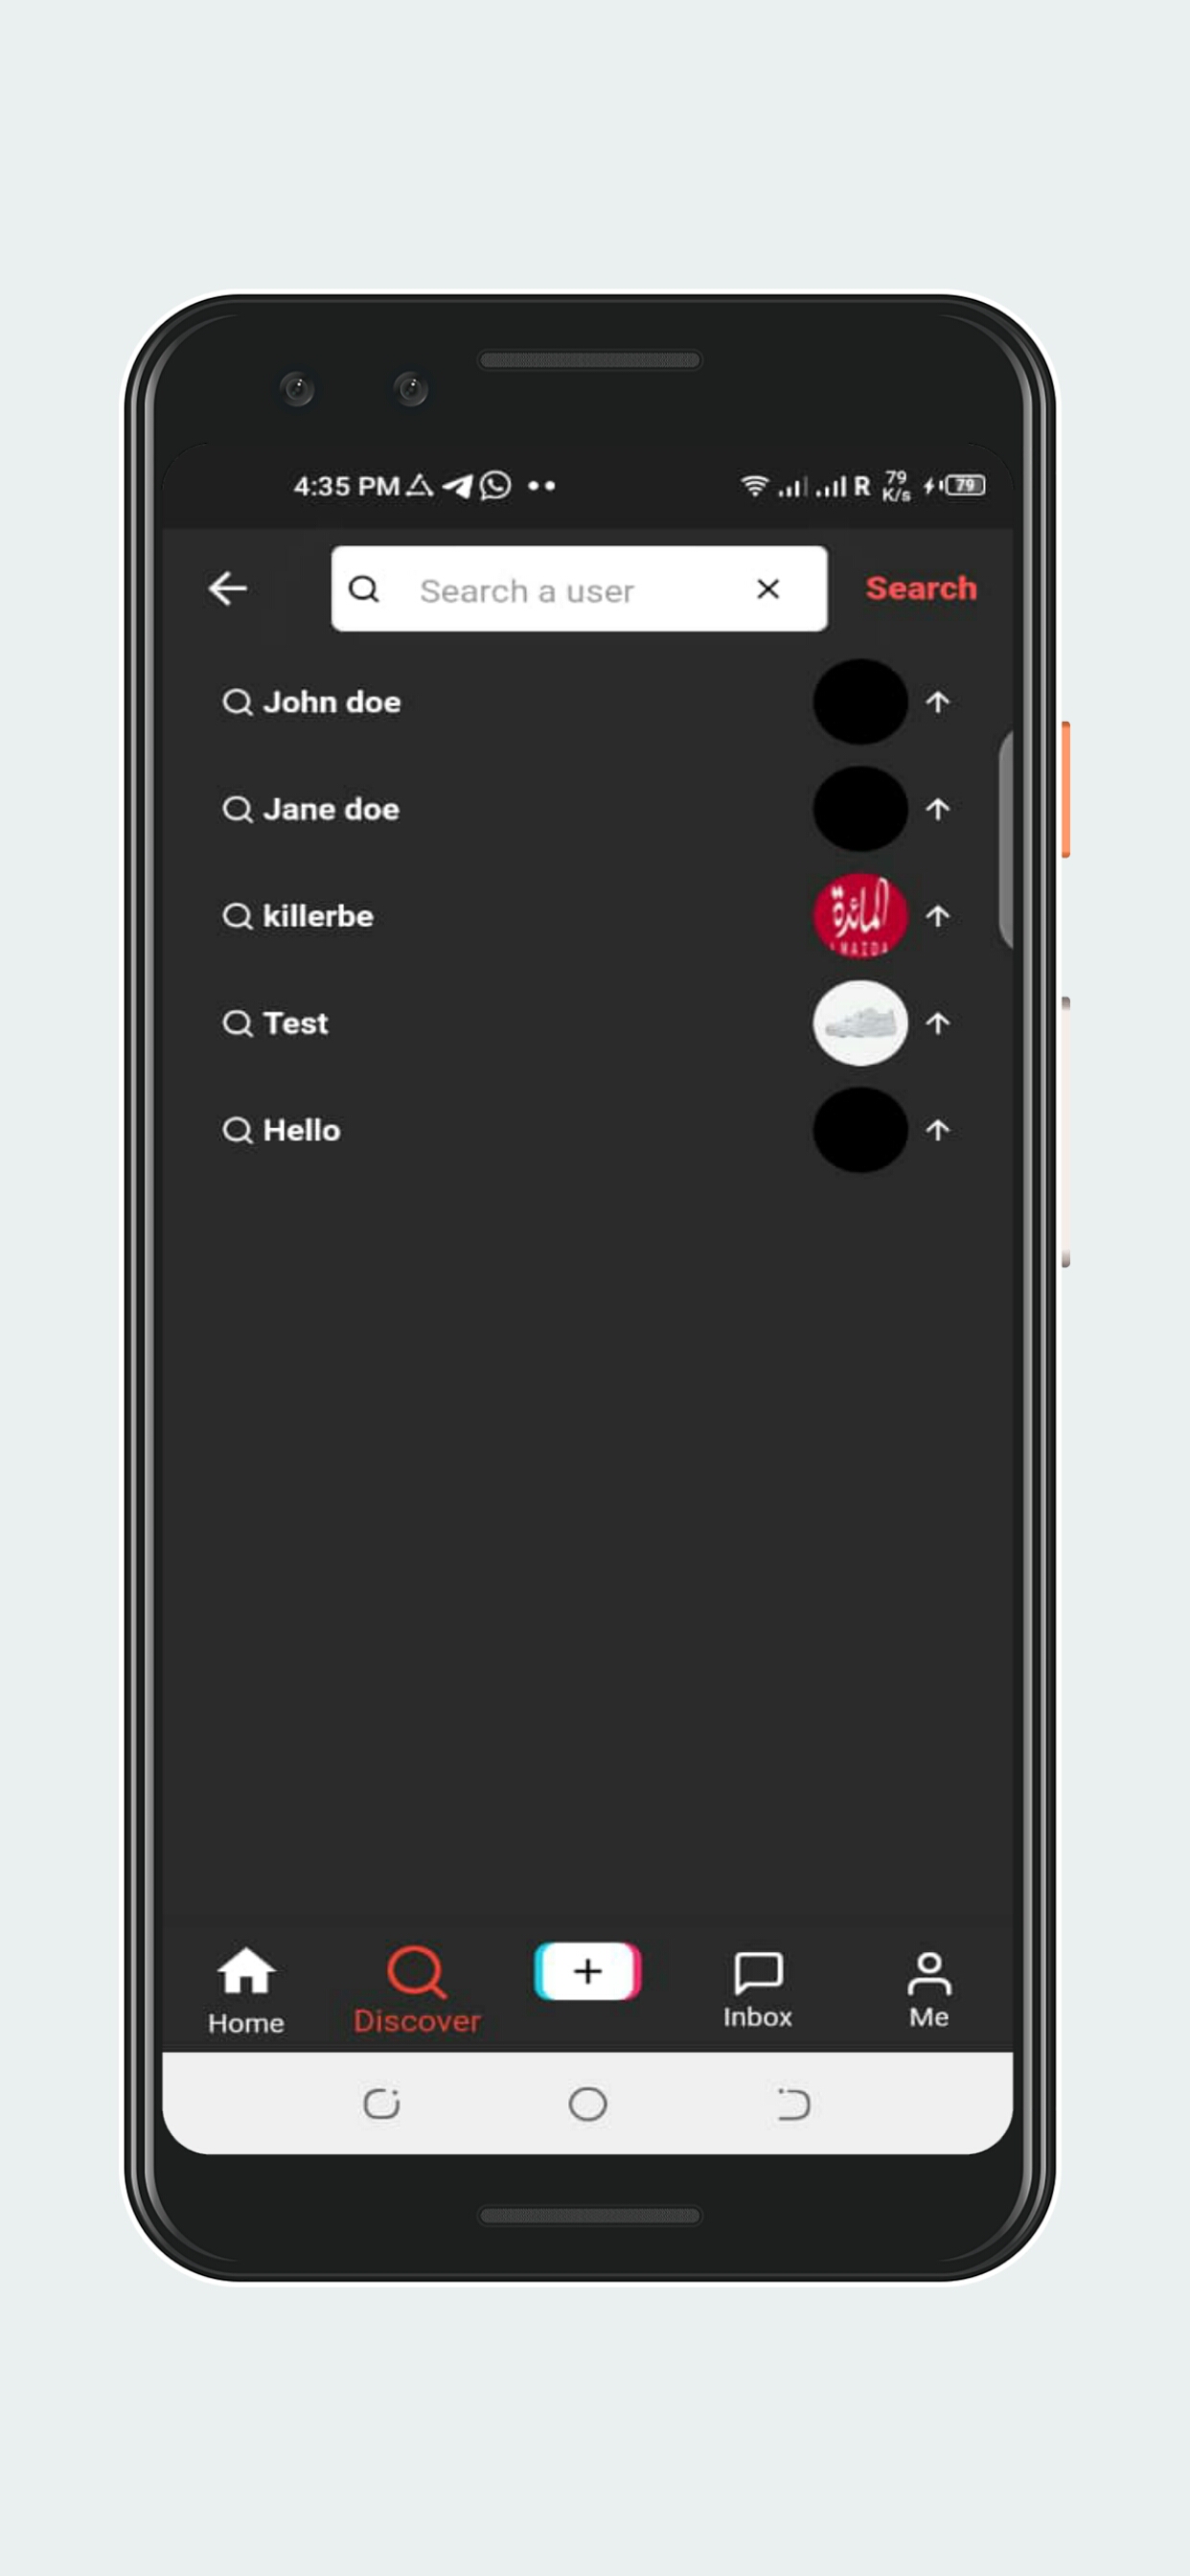 4:35 PM
R 79 K/s 79
Search a user
Search
John doe
Jane doe
killerbe
المائدة
Test
Hello
Home
Discover
Inbox
Me